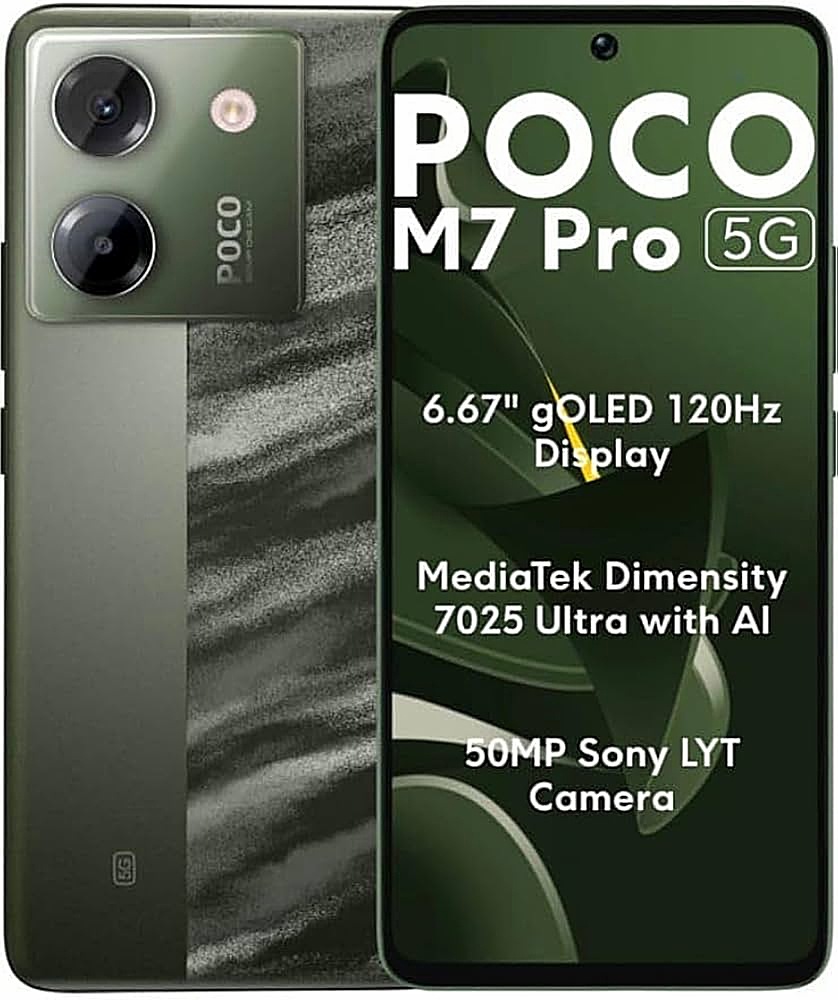 POCO
POCO
M7 Pro 5G
6.67" gOLED 120Hz
Display
MediaTek Dimensity
7025 Ultra with AI
50MP Sony LYT
Camera
5G